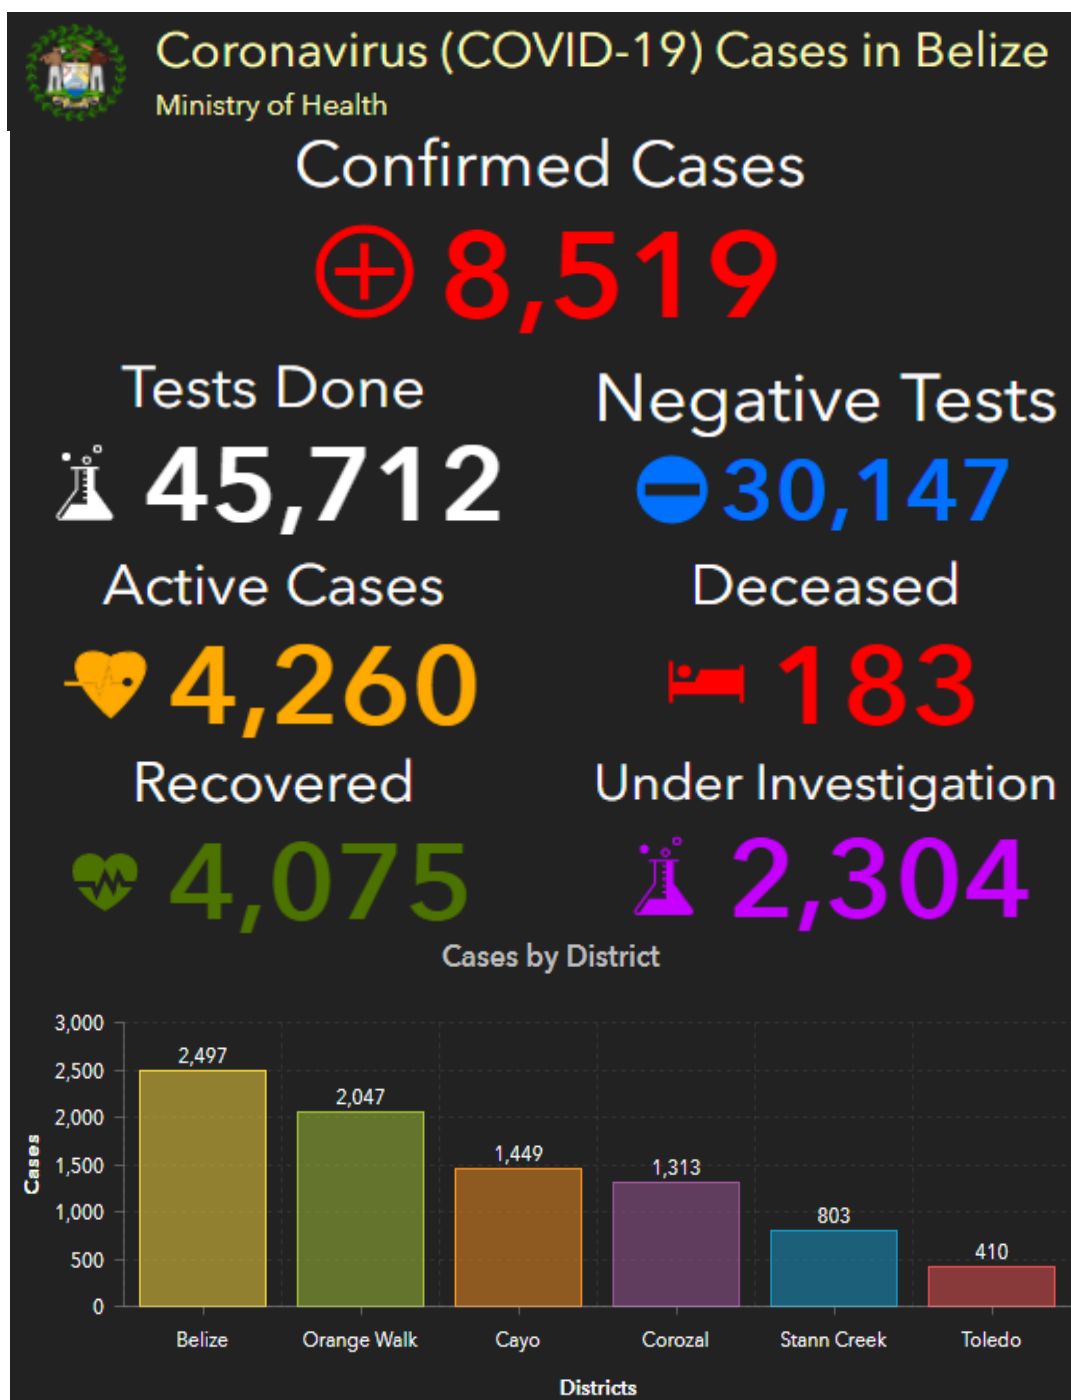 Coronavirus (COVID-19) Cases in Belize
Ministry of Health
Confirmed Cases
8,519
Tests Done
45,712
Negative Tests
30,147
Active Cases
4,260
Deceased
183
Recovered
4,075
Under Investigation
2,304
Cases by District
3,000
2,500
2,000
1,500
1,000
500
0
Cases
2,497
2,047
1,449
1,313
803
410
Belize
Orange Walk
Cayo
Corozal
Stann Creek
Toledo
Districts